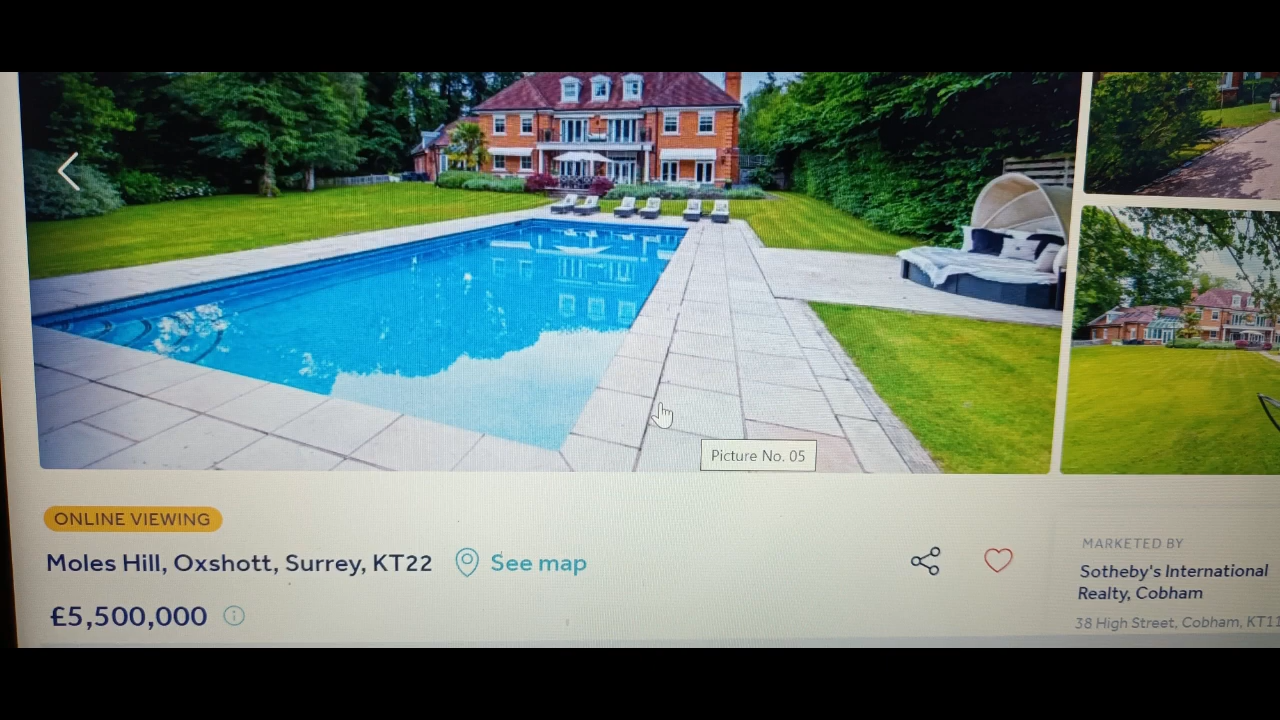 Picture No. 05
ONLINE VIEWING
Moles Hill, Oxshott, Surrey, KT22
See map
£5,500,000
MARKETED BY
Sotheby's International
Realty, Cobham
38 High Street, Cobham, KT11